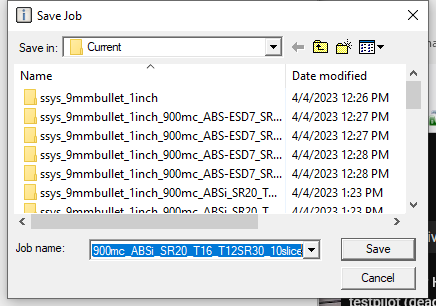 Save Job
Save in: Current
Name Date modified
ssys_9mmbullet_1inch 4/4/2023 12:26 PM
ssys_9mmbullet_1inch_900mc_ABS-ESD7_SR... 4/4/2023 12:27 PM
ssys_9mmbullet_1inch_900mc_ABS-ESD7_SR... 4/4/2023 12:27 PM
ssys_9mmbullet_1inch_900mc_ABS-ESD7_SR... 4/4/2023 12:28 PM
ssys_9mmbullet_1inch_900mc_ABS-ESD7_SR... 4/4/2023 12:28 PM
ssys_9mmbullet_1inch_900mc_ABSi_SR20_T... 4/4/2023 1:23 PM
ssys_9mmbullet_1inch_900mc_ABSi_SR20_T... 4/4/2023 1:23 PM
Job name: 900mc_ABSi_SR20_T16_T12SR30_10slice Save
Cancel
testpilot (dead